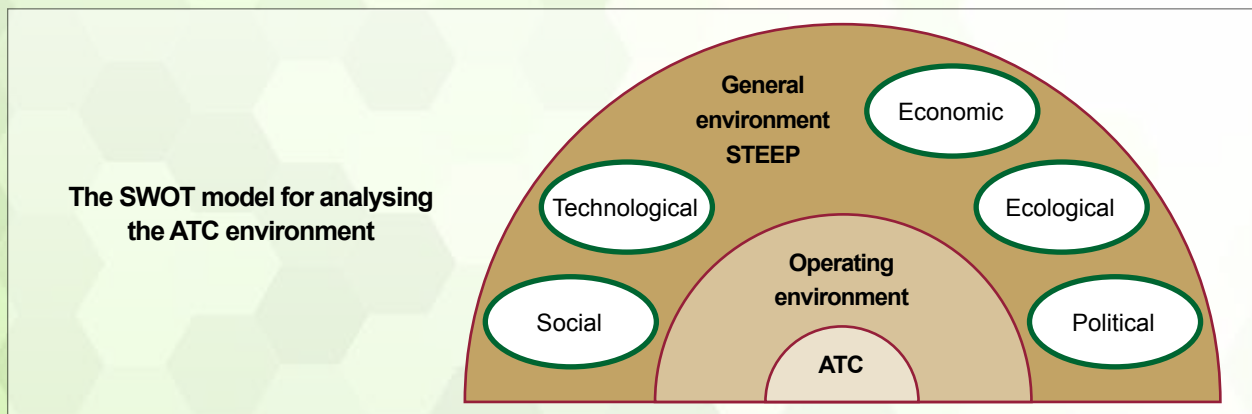 The SWOT model for analysing
the ATC environment
General
environment
STEEP
Economic
Technological
Ecological
Operating
environment
Social
Political
ATC